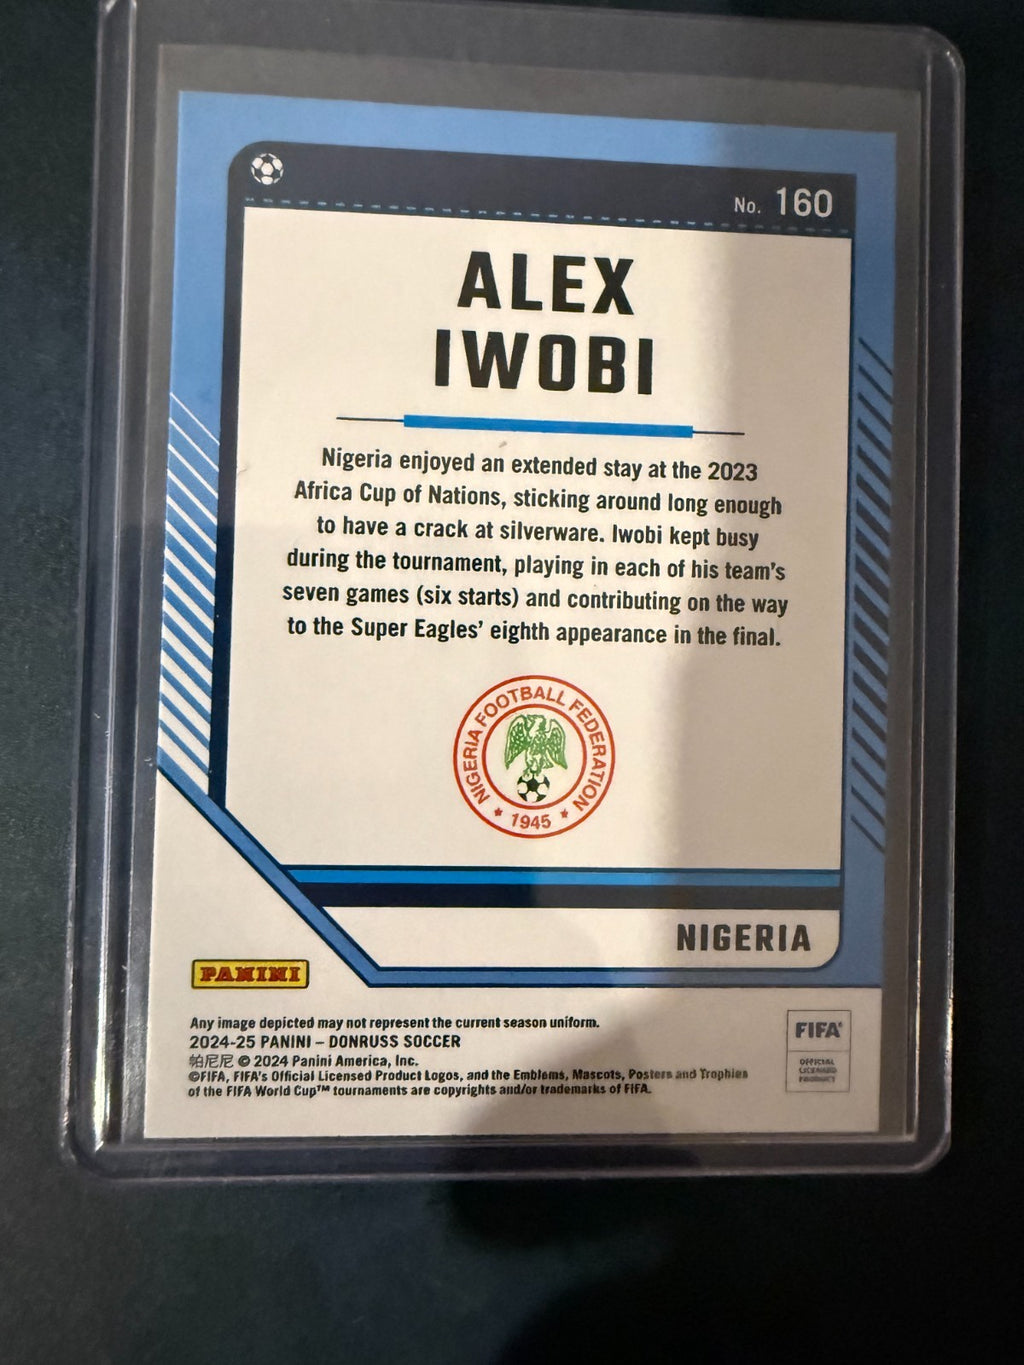 No. 160
ALEX
IWOBI
Nigeria enjoyed an extended stay at the 2023
Africa Cup of Nations, sticking around long enough
to have a crack at silverware. Iwobi kept busy
during the tournament, playing in each of his team's
seven games (six starts) and contributing on the way
to the Super Eagles' eighth appearance in the final.
NIGERIA FOOTBALL FEDERATION
1945
NIGERIA
PANINI
Any image depicted may not represent the current season uniform.
2024-25 PANINI – DONRUSS SOCCER
帕尼尼 © 2024 Panini America, Inc.
©FIFA, FIFA's Official Licensed Product Logos, and the Emblems, Mascots, Posters and Trophies
of the FIFA World Cup™ tournaments are copyrights and/or trademarks of FIFA.
FIFA®
OFFICIAL
LICENSED
PRODUCT